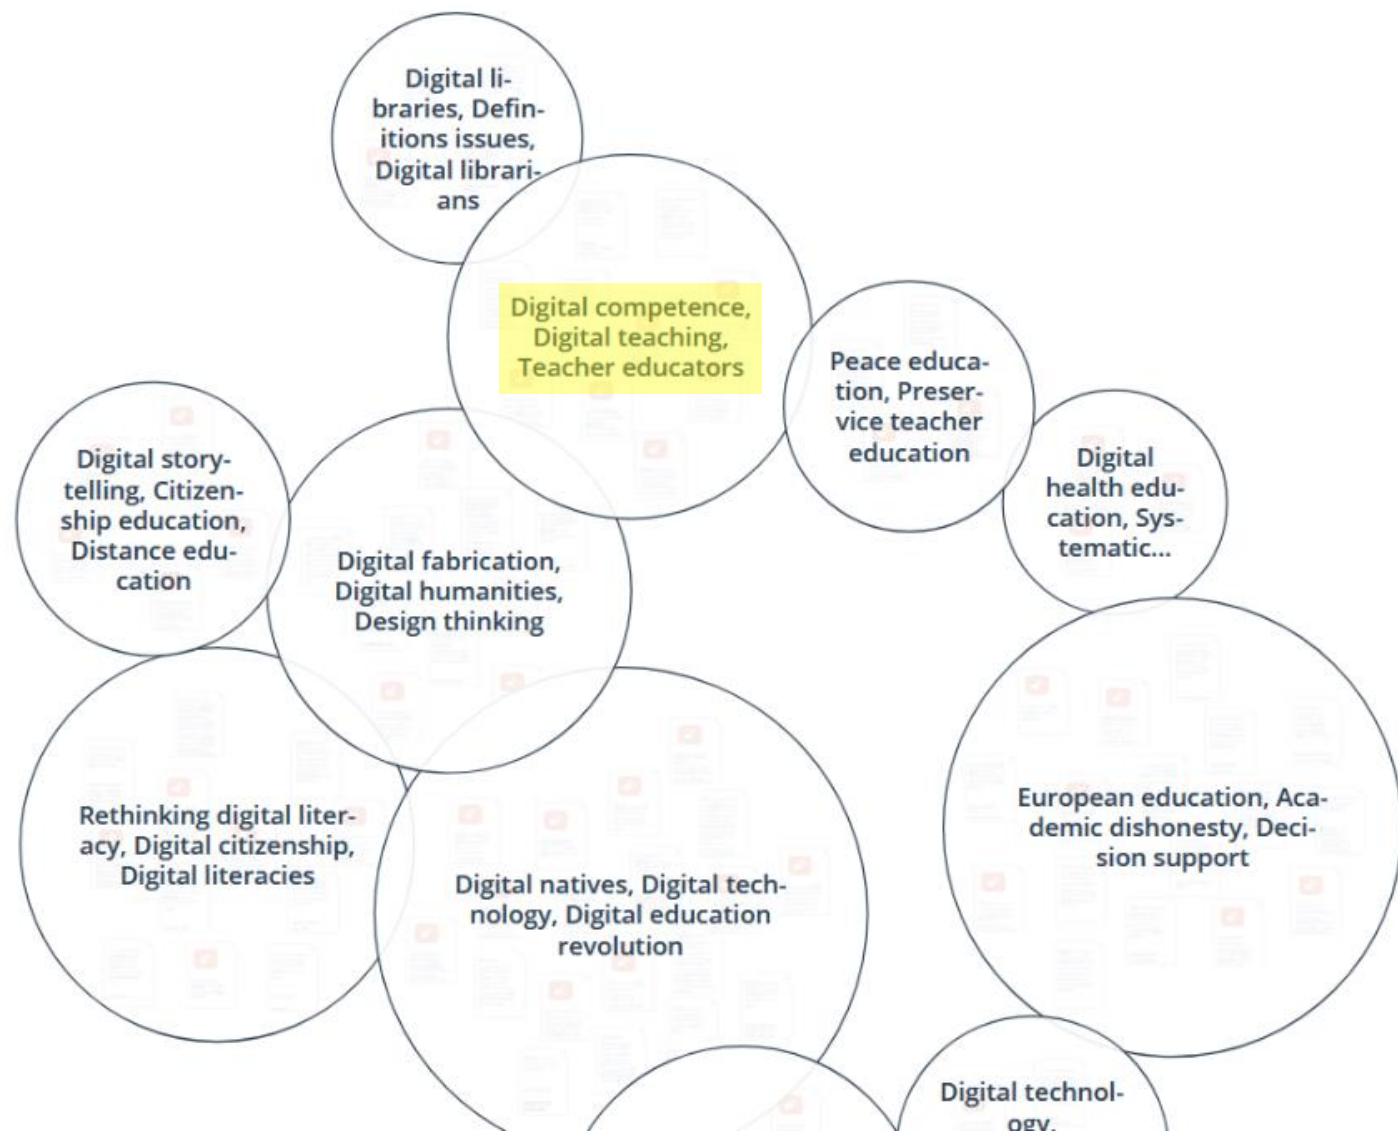 Digital li-
braries, Defin-
itions issues,
Digital librari-
ans
Digital competence,
Digital teaching,
Teacher educators
Peace educa-
tion, Preser-
vice teacher
education
Digital
health edu-
cation, Sys-
tematic...
Digital story-
telling, Citizen-
ship education,
Distance edu-
cation
Digital fabrication,
Digital humanities,
Design thinking
Rethinking digital liter-
acy, Digital citizenship,
Digital literacies
Digital natives, Digital tech-
nology, Digital education
revolution
European education, Aca-
demic dishonesty, Deci-
sion support
Digital technol-
ogy,